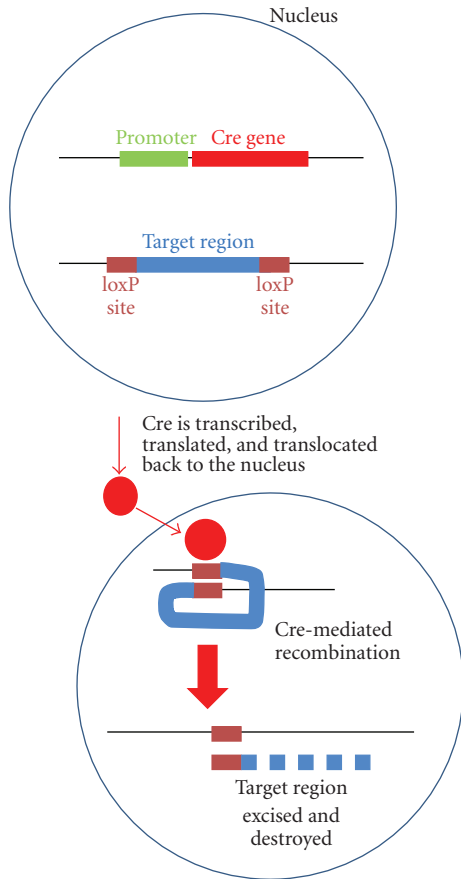 Nucleus
Promoter Cre gene
Target region
loxP site
loxP site
Cre is transcribed,
translated, and translocated
back to the nucleus
Cre-mediated
recombination
Target region
excised and
destroyed